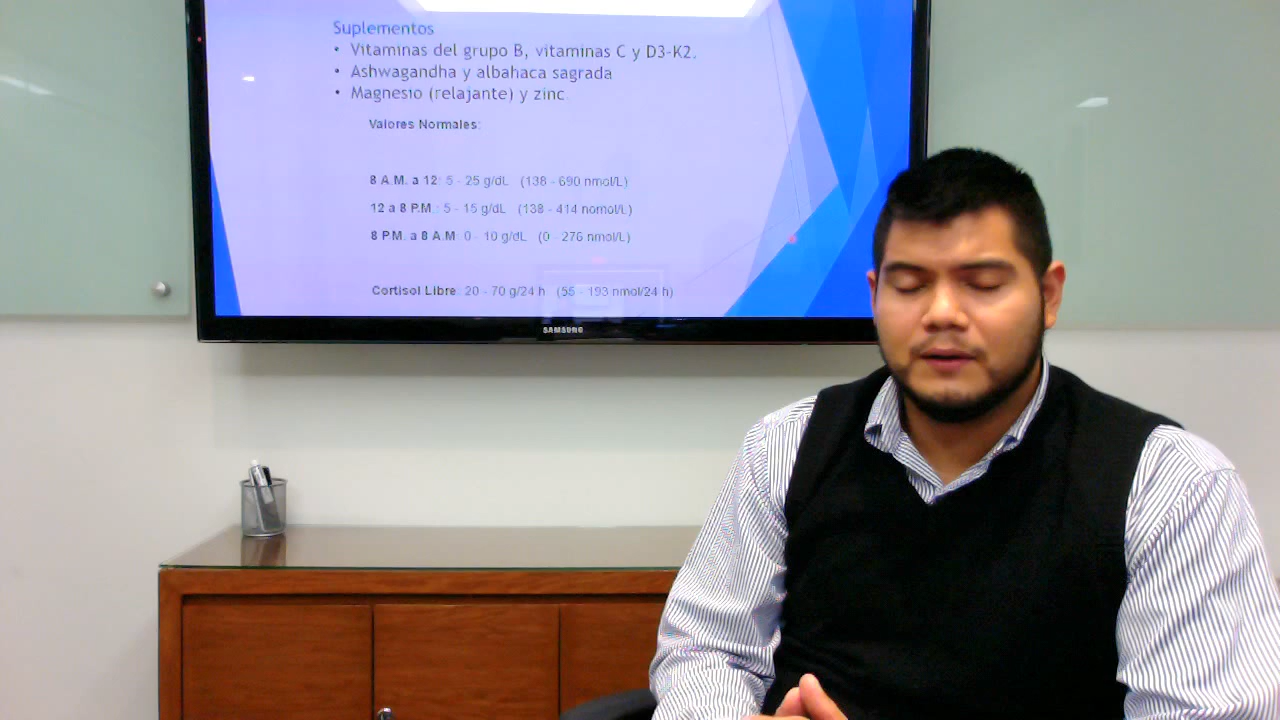 Suplementos
• Vitaminas del grupo B, vitaminas C y D3-K2.
• Ashwagandha y albahaca sagrada
• Magnesio (relajante) y zinc.
Valores Normales:
8 A.M. a 12: 5 - 25 g/dL (138 - 690 nmol/L)
12 a 8 P.M.: 5 - 15 g/dL (138 - 414 nomol/L)
8 P.M. a 8 A.M: 0 - 10 g/dL (0 - 276 nmol/L)
Cortisol Libre: 20 - 70 g/24 h (55 - 193 nmol/24 h)
SAMSUNG